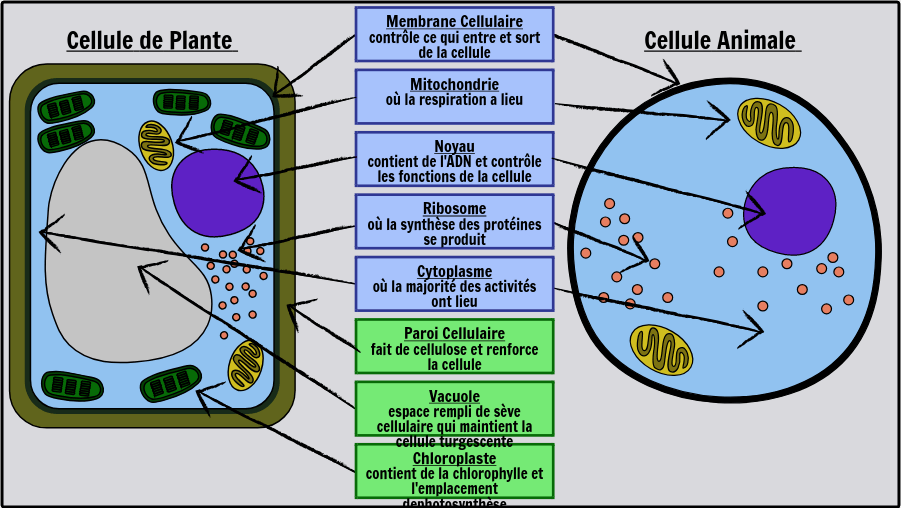 Cellule de Plante
Membrane Cellulaire
contrôle ce qui entre et sort
de la cellule
Mitochondrie
où la respiration a lieu
Noyau
contient de l'ADN et contrôle
les fonctions de la cellule
Ribosome
où la synthèse des protéines
se produit
Cytoplasme
où la majorité des activités
ont lieu
Paroi Cellulaire
fait de cellulose et renforce
la cellule
Vacuole
espace rempli de sève
cellulaire qui maintient la
cellule turgescente
Chloroplaste
contient de la chlorophylle et
l'emplacement
dephotosynthèse
Cellule Animale